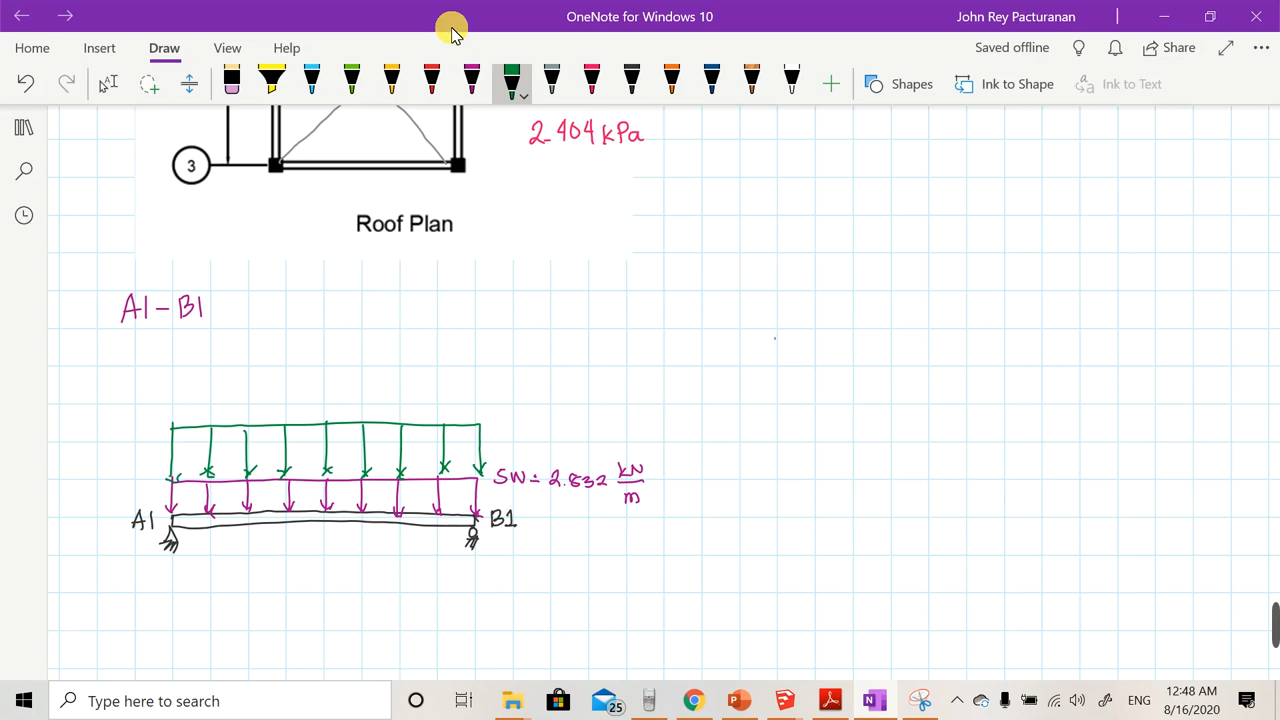 OneNote for Windows 10
John Rey Pacturanan
Home
Insert
Draw
View
Help
Saved offline
Share
Shapes
Ink to Shape
Ink to Text
2.404 kPa
3
Roof Plan
A1 - B1
SW = 2.832 kN/m
A1
B1
Type here to search
25
ENG
12:48 AM
8/16/2020